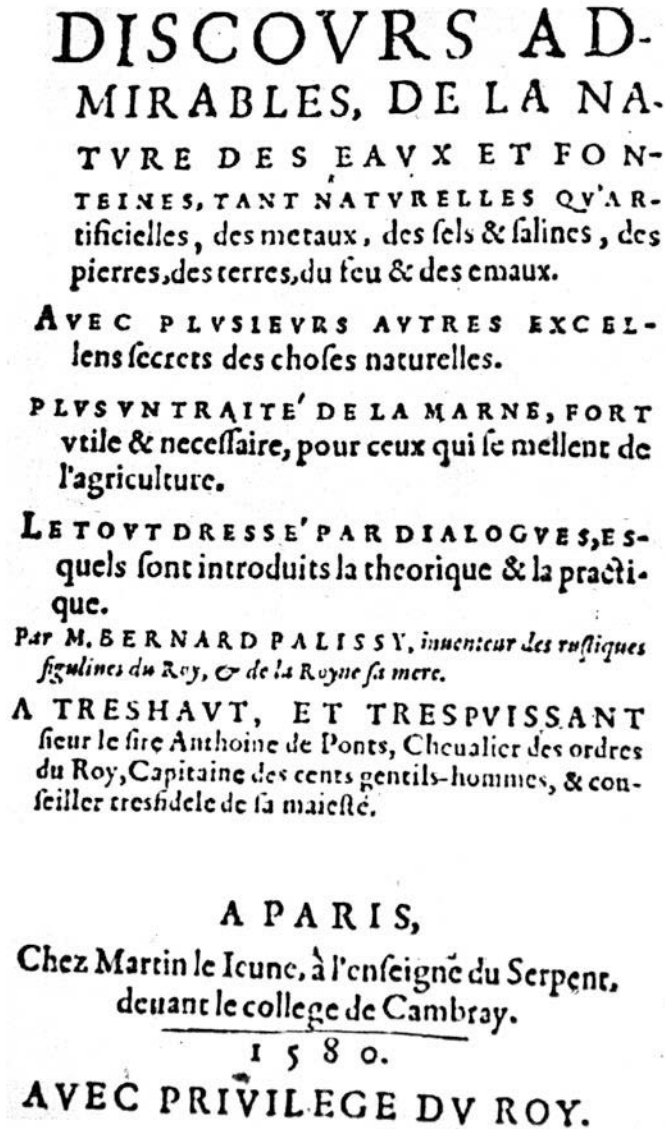 DISCOVRS AD-
MIRABLES, DE LA NA-
TVRE DES EAVX ET FON-
TEINES, TANT NATVRELLES QV'AR-
tificielles, des metaux, des ſels & ſalines, des
pierres, des terres, du feu & des emaux.
AVEC PLVSIEVRS AVTRES EXCEL-
lens ſecrets des choſes naturelles.
PLVS VN TRAITE' DE LA MARNE, FORT
vtile & neceſſaire, pour ceux qui ſe mellent de
l'agriculture.
LE TOVT DRESSE' PAR DIALOGVES, ES-
quels ſont introduits la theorique & la practi-
que.
Par M. BERNARD PALISSY, inuenteur des ruſtiques
figulines du Roy, & de la Royne ſa mere.
A TRESHAVT, ET TRESPVISSANT
ſieur le ſire Anthoine de Ponts, Cheualier des ordres
du Roy, Capitaine des cents gentils-hommes, & con-
ſeiller tresfidele de ſa maieſté.
A PARIS,
Chez Martin le Ieune, à l'enſeigne du Serpent,
deuant le college de Cambray.
1580.
AVEC PRIVILEGE DV ROY.